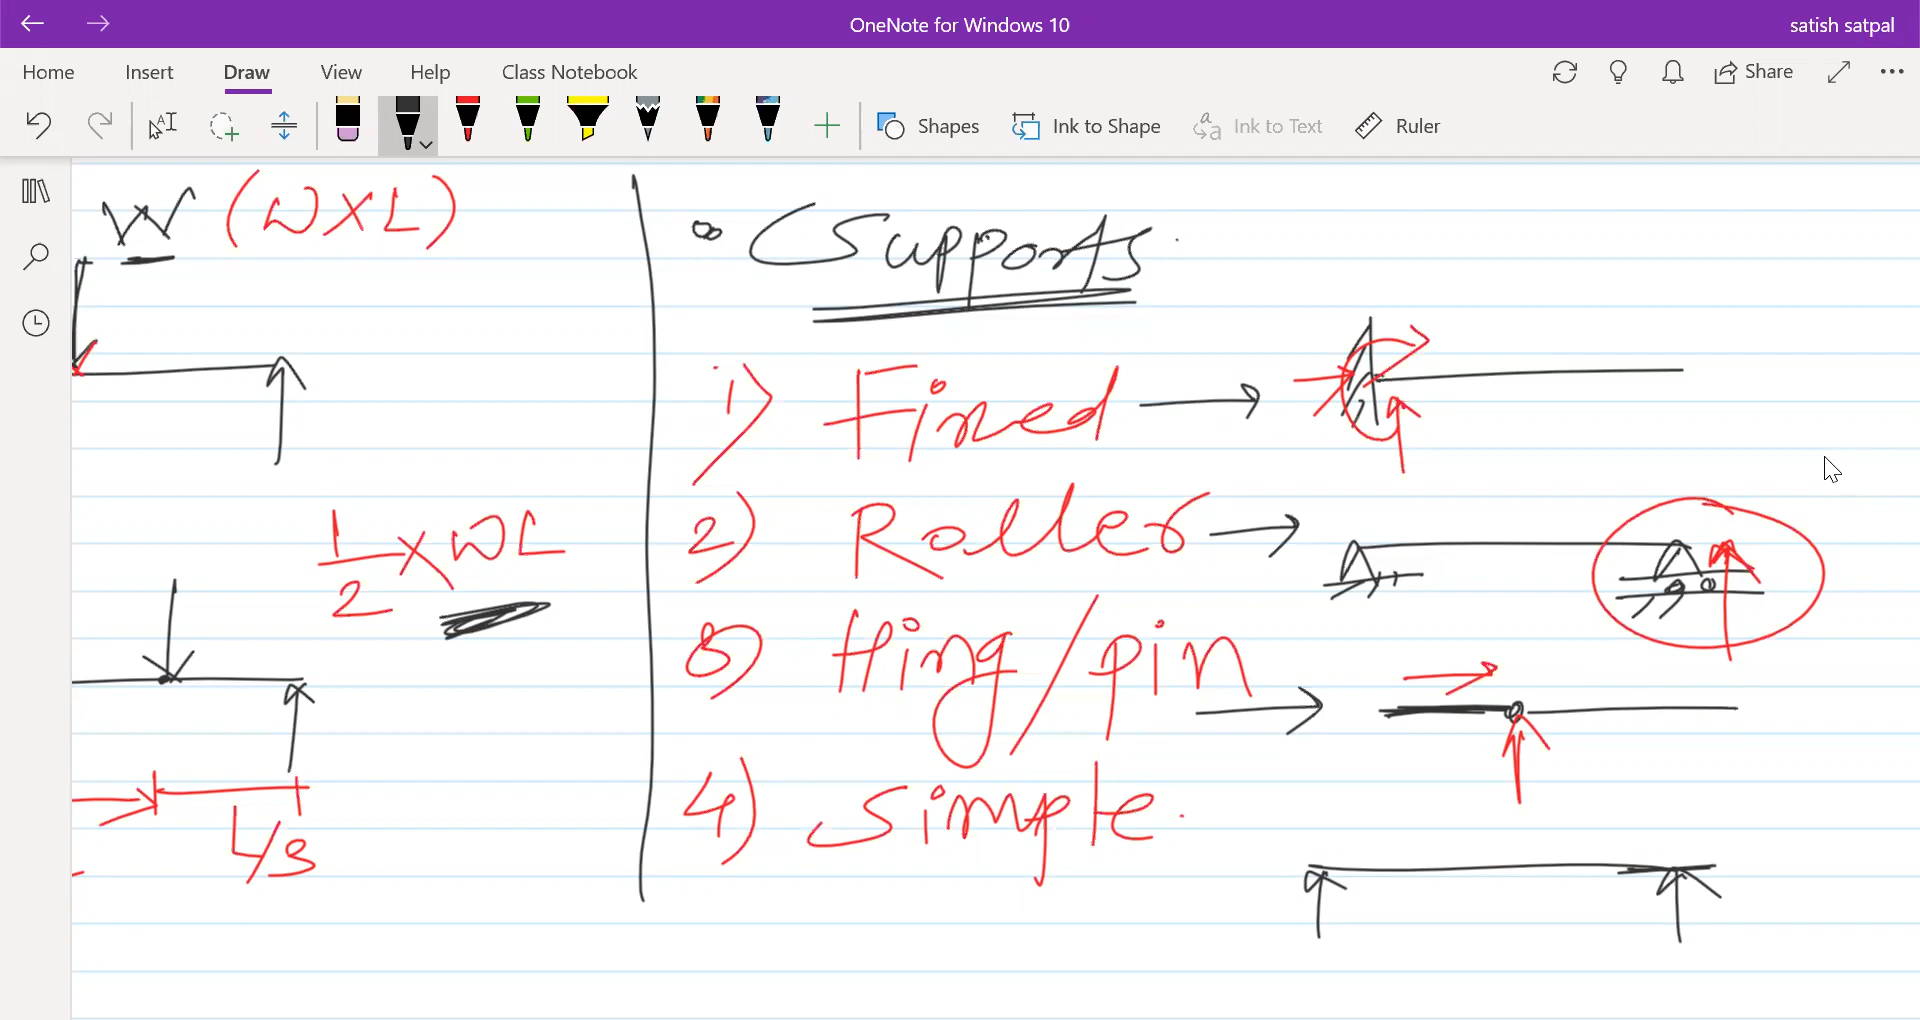 OneNote for Windows 10
satish satpal
Home Insert Draw View Help Class Notebook
Share
Shapes Ink to Shape Ink to Text Ruler
W (WXL)
1/2 X WL
L/3
Supports
1) Fixed
2) Roller
3) Hing/pin
4) Simple.